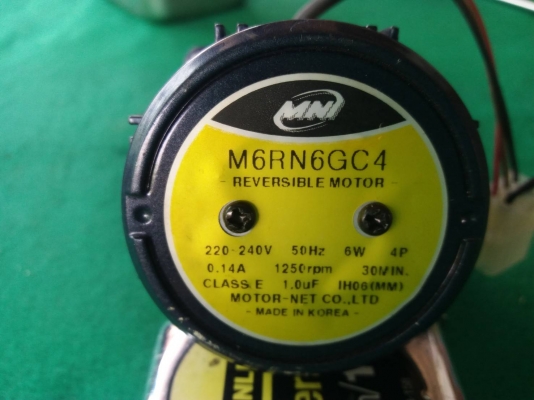 MNI
M6RN6GC4
- REVERSIBLE MOTOR -
220~240V 50Hz 6W 4P
0.14A 1250rpm 30MIN.
CLASS:E 1.0uF IH06(MM)
MOTOR-NET CO.,LTD
- MADE IN KOREA -